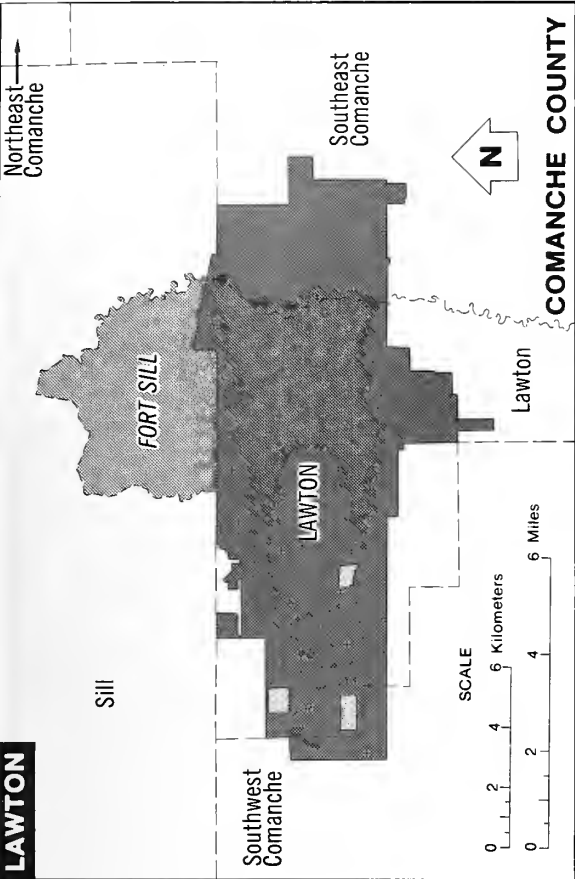 LAWTON
Northeast
Comanche
Sill
FORT SILL
Southwest
Comanche
LAWTON
Southeast
Comanche
Lawton
N
SCALE
0 2 4 6 Kilometers
0 2 4 6 Miles
COMANCHE COUNTY